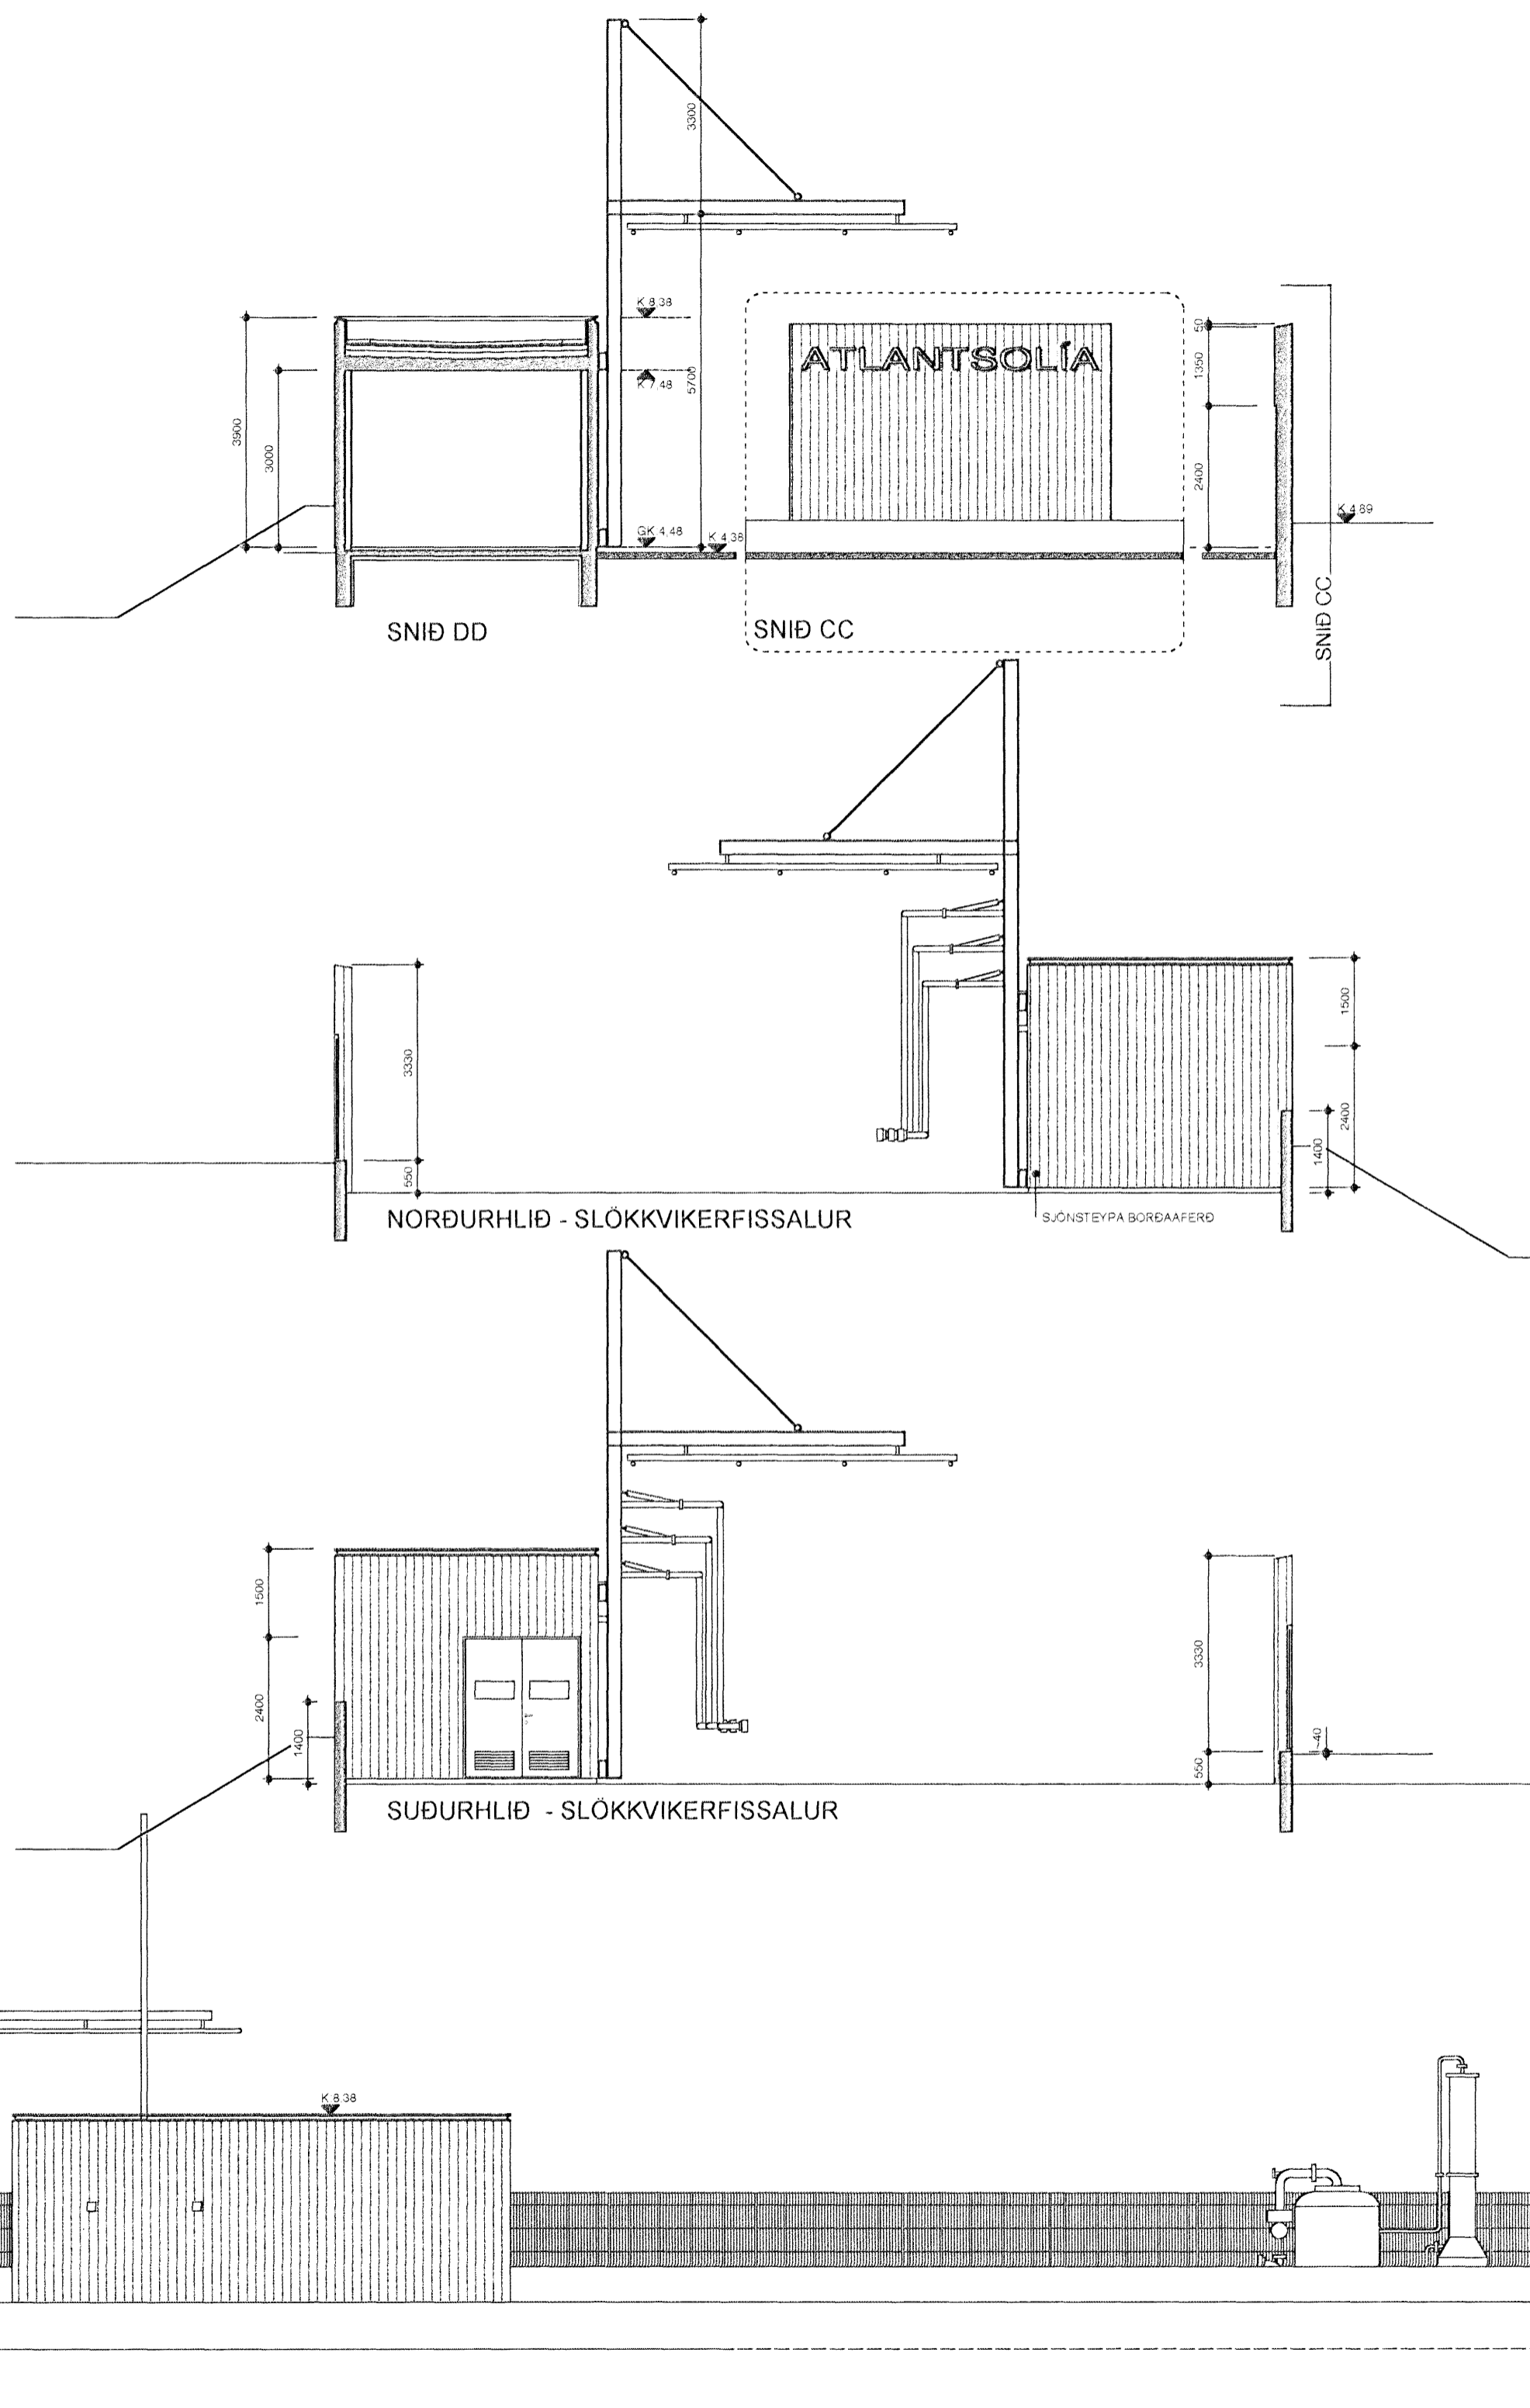 3300
K 8.38
K 7.48
5700
3900
3000
GK 4,48
K 4,38
ATLANTSOLÍA
50
1350
2400
K 4.89
SNIÐ DD
SNIÐ CC
SNIÐ CC
3330
550
1500
2400
1400
NORÐURHLIÐ - SLÖKKVIKERFISSALUR
SJÓNSTEYPA BORÐAÁFERÐ
1500
2400
1400
3330
550
~40
SUÐURHLIÐ - SLÖKKVIKERFISSALUR
K 8.38